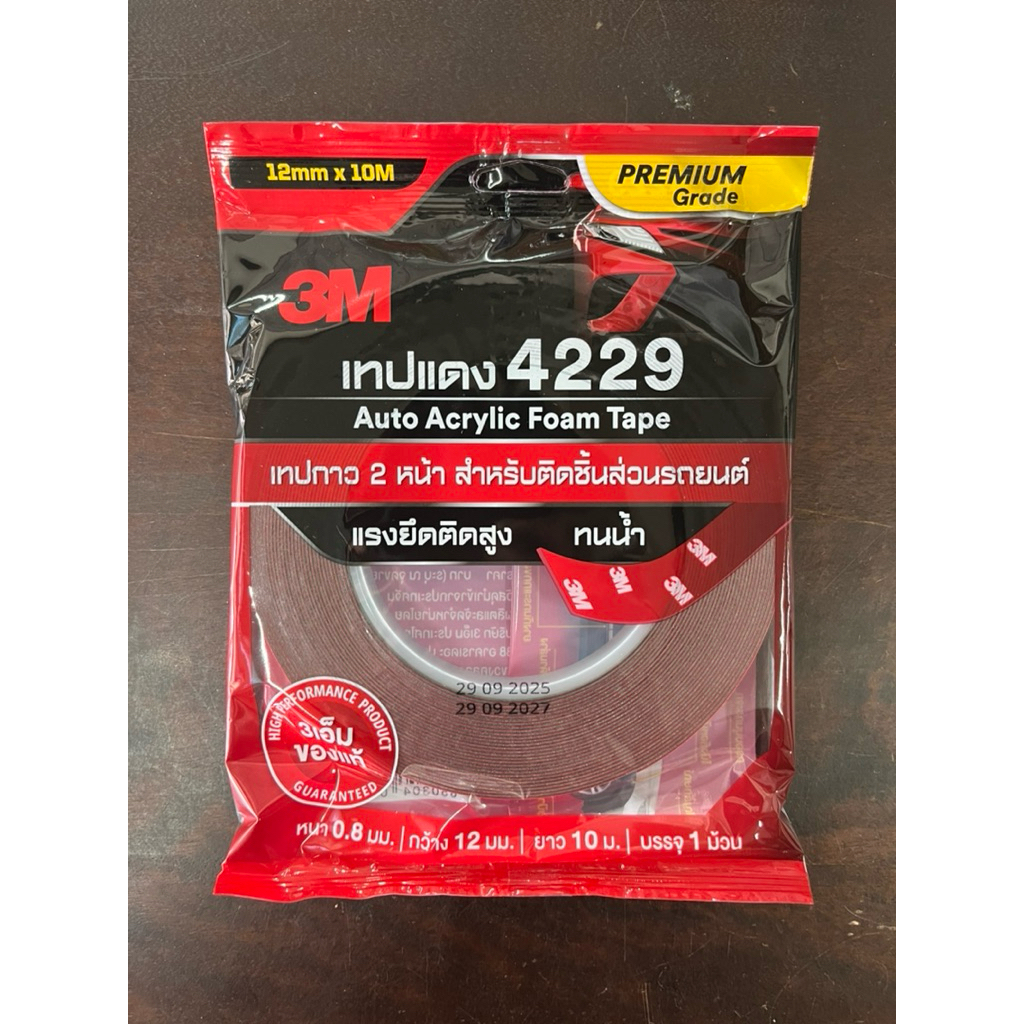 12mm x 10M
PREMIUM
Grade
3M
เทปแดง 4229
Auto Acrylic Foam Tape
เทปกาว 2 หน้า สำหรับติดชิ้นส่วนรถยนต์
แรงยึดติดสูง ทนน้ำ
3M 3M 3M 3M
29 09 2025
29 09 2027
HIGH PERFORMANCE PRODUCT
3เอ็ม
ของแท้
GUARANTEED
หนา 0.8 มม. | กว้าง 12 มม. | ยาว 10 ม. | บรรจุ 1 ม้วน